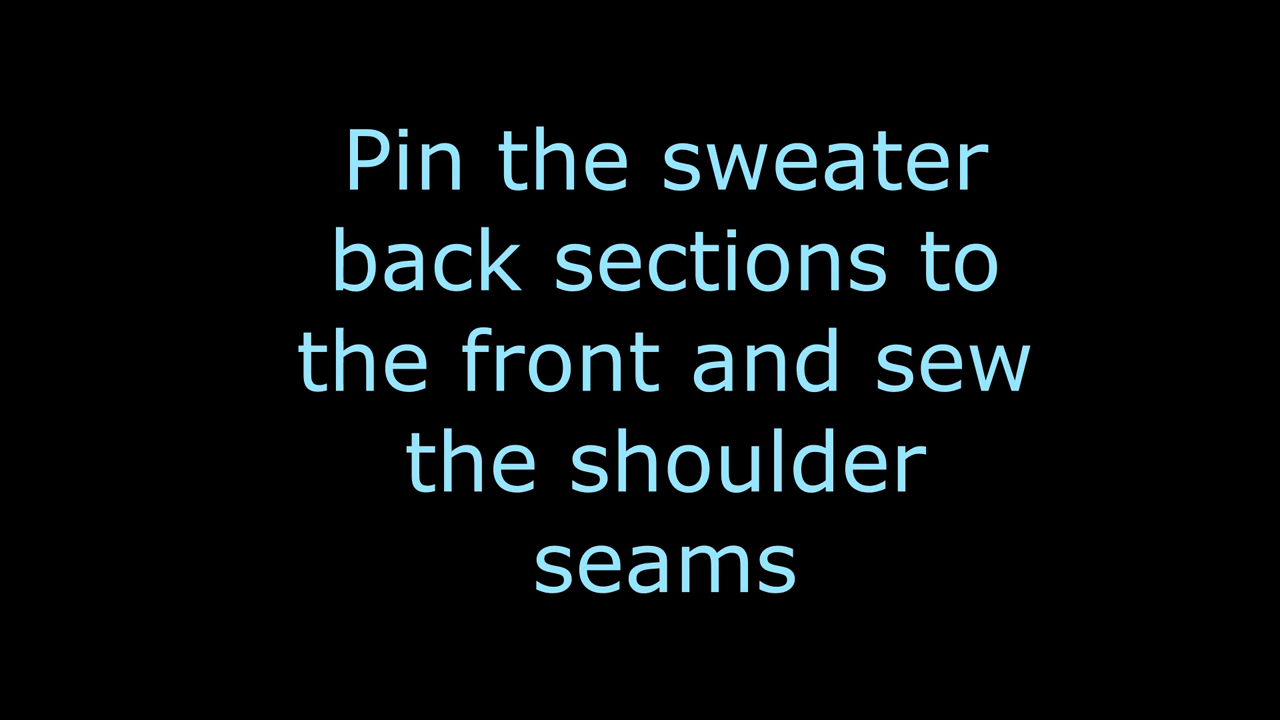 Pin the sweater
back sections to
the front and sew
the shoulder
seams